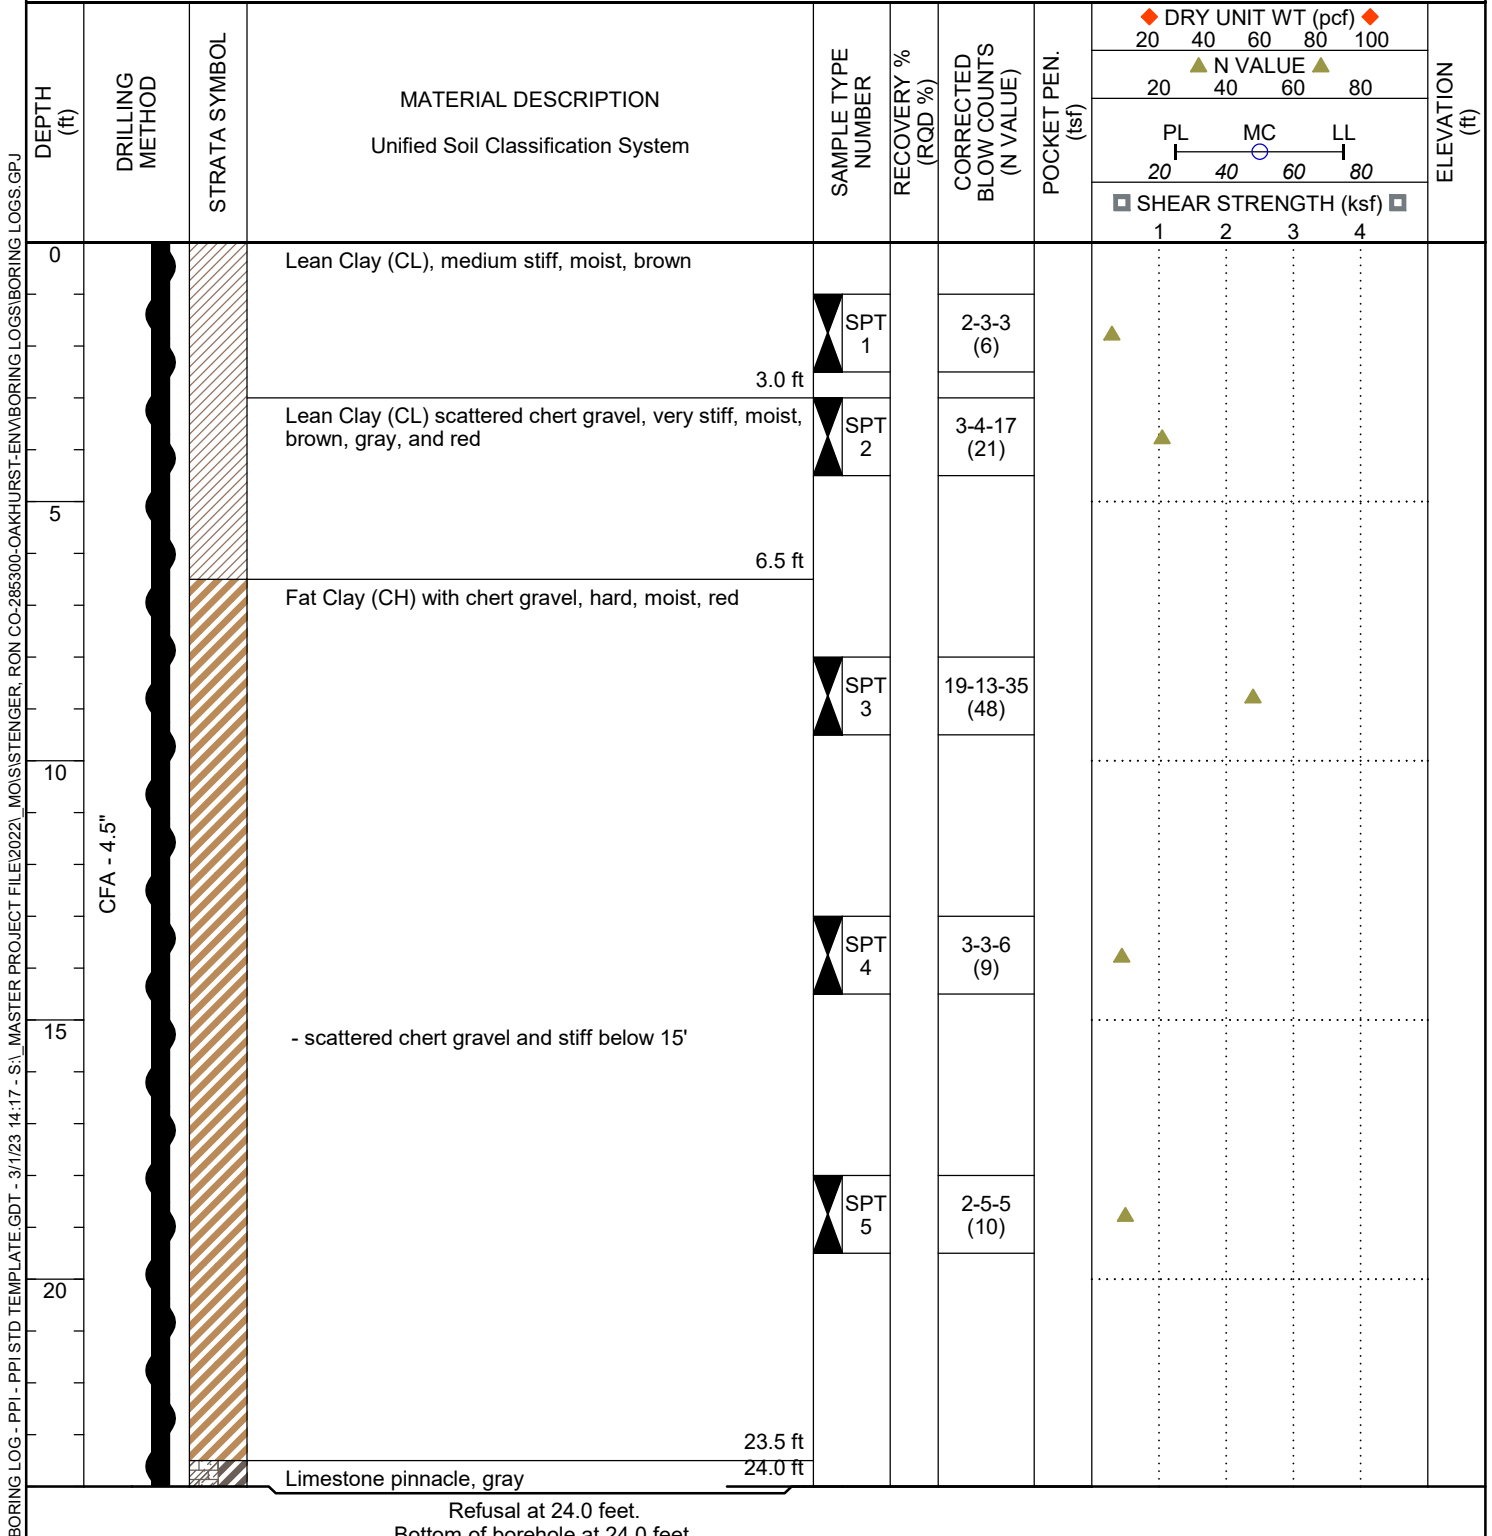 DEPTH
(ft)
DRILLING
METHOD
STRATA SYMBOL
MATERIAL DESCRIPTION
Unified Soil Classification System
SAMPLE TYPE
NUMBER
RECOVERY %
(RQD %)
CORRECTED
BLOW COUNTS
(N VALUE)
POCKET PEN.
(tsf)
DRY UNIT WT (pcf)
20 40 60 80 100
N VALUE
20 40 60 80
PL MC LL
20 40 60 80
SHEAR STRENGTH (ksf)
1 2 3 4
ELEVATION
(ft)
0
Lean Clay (CL), medium stiff, moist, brown
SPT
1
2-3-3
(6)
3.0 ft
Lean Clay (CL) scattered chert gravel, very stiff, moist,
brown, gray, and red
SPT
2
3-4-17
(21)
5
6.5 ft
Fat Clay (CH) with chert gravel, hard, moist, red
SPT
3
19-13-35
(48)
10
CFA - 4.5"
SPT
4
3-3-6
(9)
15
- scattered chert gravel and stiff below 15'
SPT
5
2-5-5
(10)
20
23.5 ft
24.0 ft
Limestone pinnacle, gray
Refusal at 24.0 feet.
Bottom of borehole at 24.0 feet.
BORING LOG - PPI - PPI STD TEMPLATE.GDT - 3/1/23 14:17 - S:\_MASTER PROJECT FILE\2022\_MO\S\STENGER, RON CO-285300-OAKHURST-ENV\BORING LOGS\BORING LOGS.GPJ